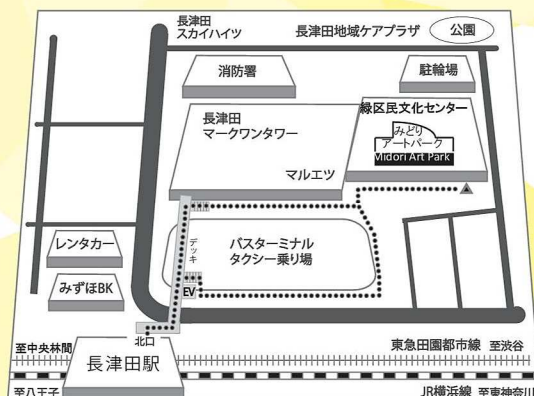 長津田
スカイハイツ
長津田地域ケアプラザ
公園
消防署
駐輪場
緑区民文化センター
みどり
アートパーク
Midori Art Park
長津田
マークワンタワー
マルエツ
レンタカー
デッキ
バスターミナル
タクシー乗り場
みずほBK
EV
北口
至中央林間
東急田園都市線 至渋谷
長津田駅
至八王子
JR横浜線 至東神奈川